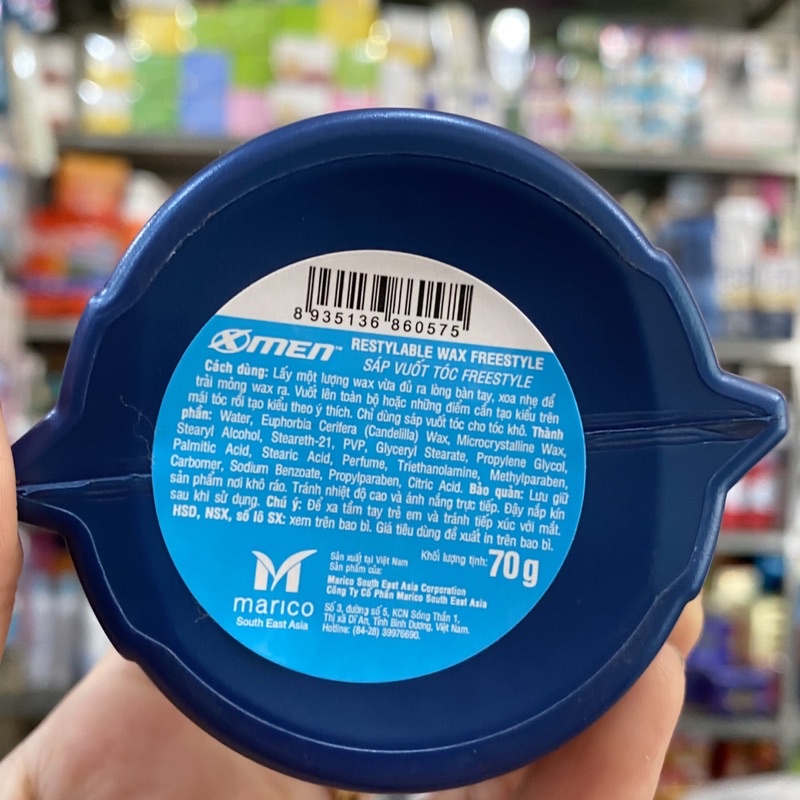 8 935136 860575
XMEN™ RESTYLABLE WAX FREESTYLE
SÁP VUỐT TÓC FREESTYLE
Cách dùng: Lấy một lượng wax vừa đủ ra lòng bàn tay, xoa nhẹ để
trải mỏng wax ra. Vuốt lên toàn bộ hoặc những điểm cần tạo kiểu trên
mái tóc rồi tạo kiểu theo ý thích. Chỉ dùng sáp vuốt tóc cho tóc khô. Thành
phần: Water, Euphorbia Cerifera (Candelilla) Wax, Microcrystalline Wax,
Stearyl Alcohol, Steareth-21, PVP, Glyceryl Stearate, Propylene Glycol,
Palmitic Acid, Stearic Acid, Perfume, Triethanolamine, Methylparaben,
Carbomer, Sodium Benzoate, Propylparaben, Citric Acid. Bảo quản: Lưu giữ
sản phẩm nơi khô ráo. Tránh nhiệt độ cao và ánh nắng trực tiếp. Đậy nắp kín
sau khi sử dụng. Chú ý: Để xa tầm tay trẻ em và tránh tiếp xúc với mắt.
HSD, NSX, số lô SX: xem trên bao bì. Giá tiêu dùng đề xuất in trên bao bì.
Sản xuất tại Việt Nam
Sản phẩm của:
Khối lượng tịnh: 70g
Marico South East Asia Corporation
Công Ty Cổ Phần Marico South East Asia
Số 3, đường số 5, KCN Sóng Thần 1,
Thị xã Dĩ An, Tỉnh Bình Dương, Việt Nam.
Hotline: (84-28) 39976690.
marico
South East Asia